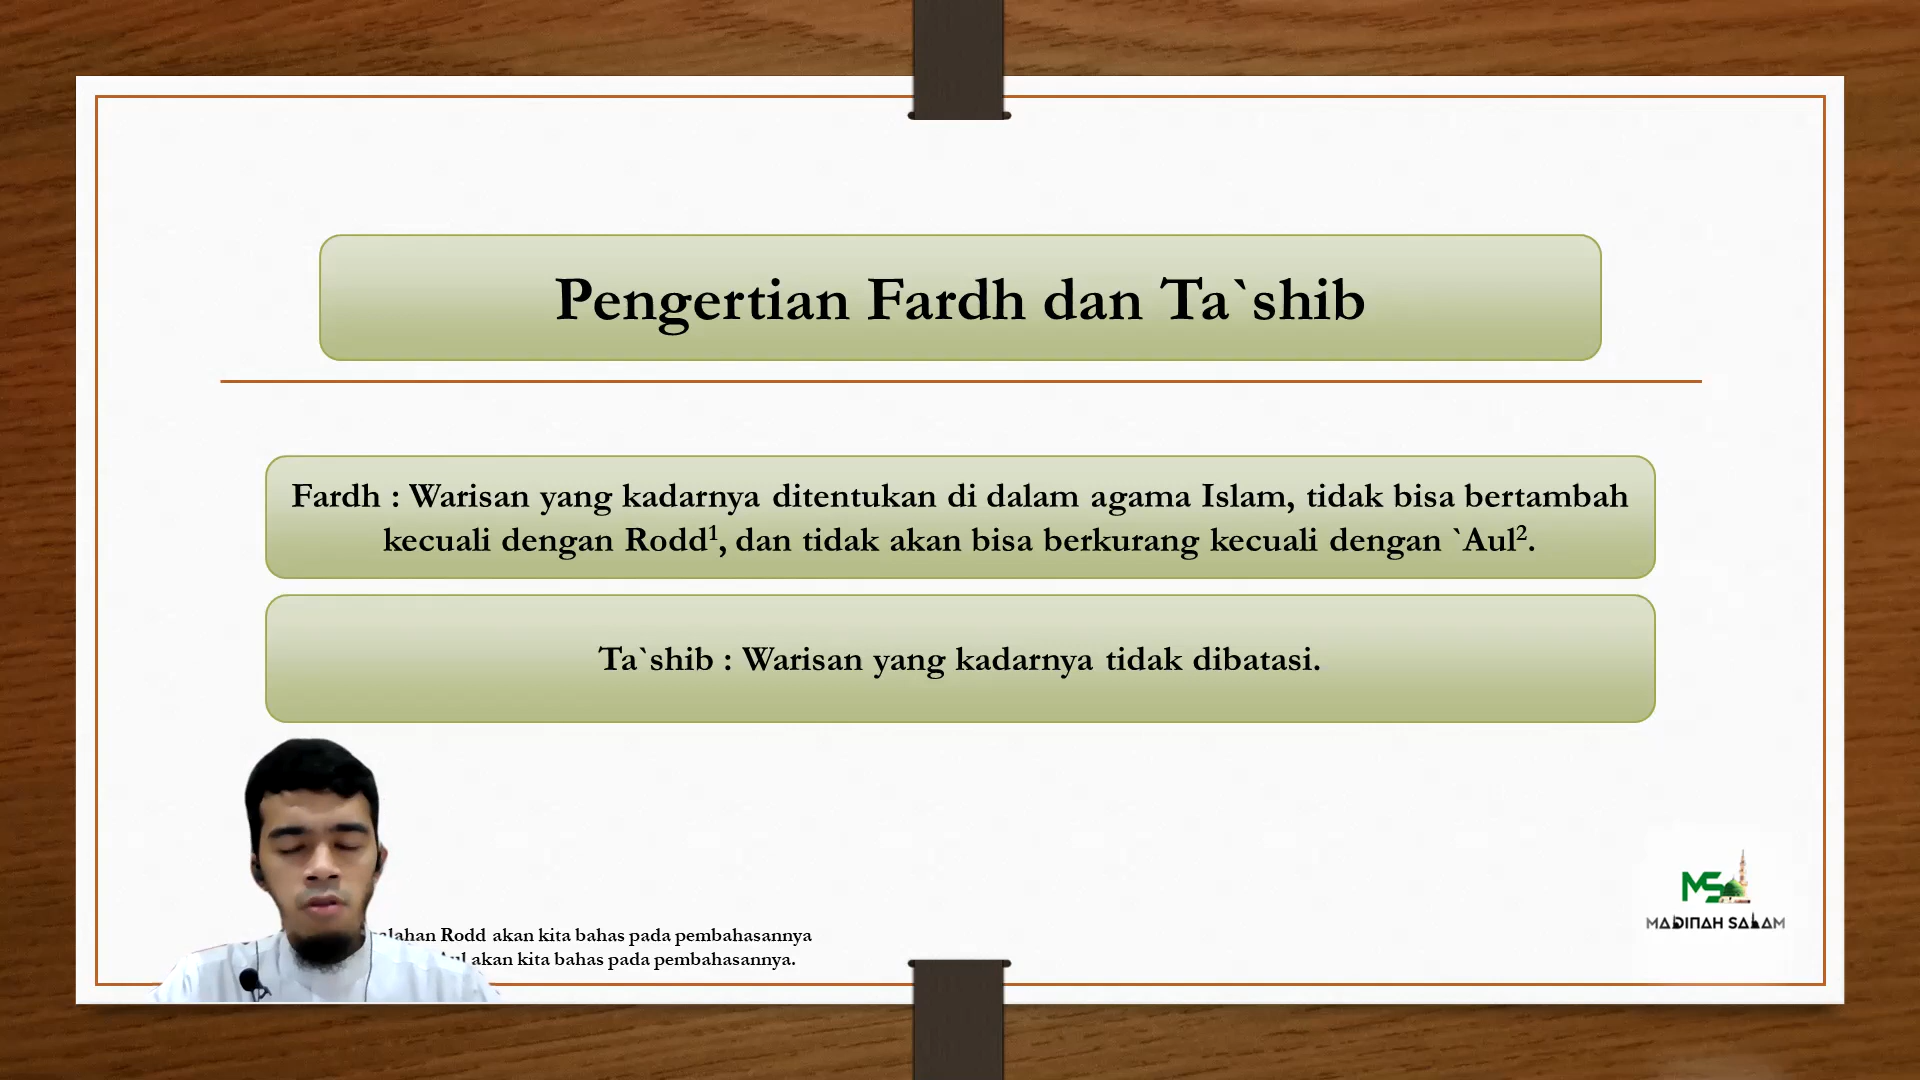 Pengertian Fardh dan Ta`shib
Fardh : Warisan yang kadarnya ditentukan di dalam agama Islam, tidak bisa bertambah
kecuali dengan Rodd¹, dan tidak akan bisa berkurang kecuali dengan `Aul².
Ta`shib : Warisan yang kadarnya tidak dibatasi.
Rodd akan kita bahas pada pembahasannya
akan kita bahas pada pembahasannya.
MS
MADINAH SALAM